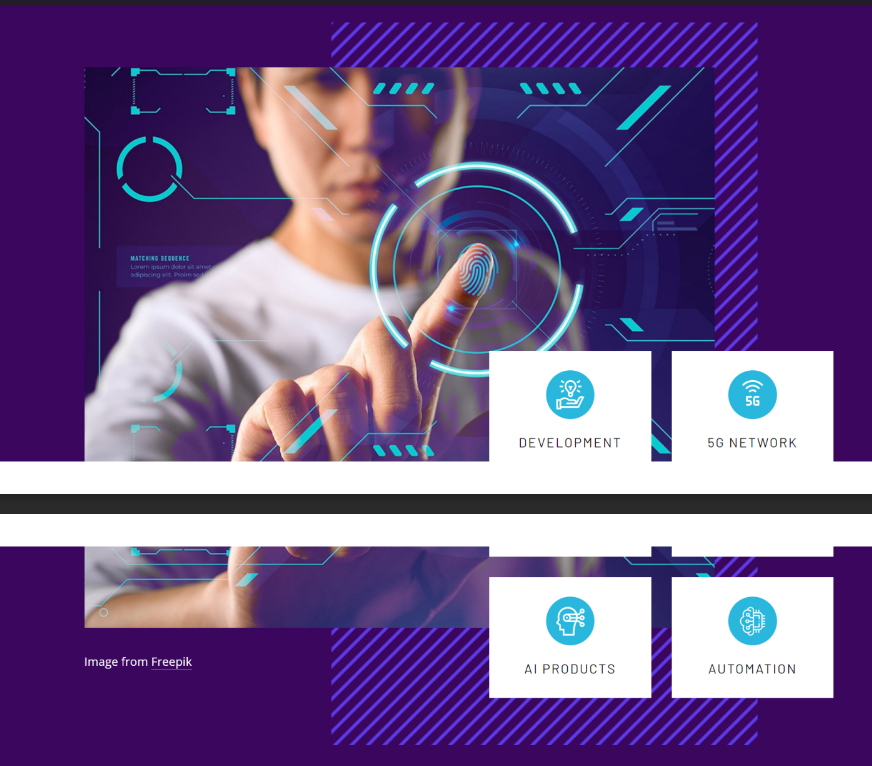 MATCHING SEQUENCE
Lorem ipsum dolor sit amet
adipiscing elit. Proin sed
5G
DEVELOPMENT
5G NETWORK
AI PRODUCTS
AUTOMATION
Image from Freepik